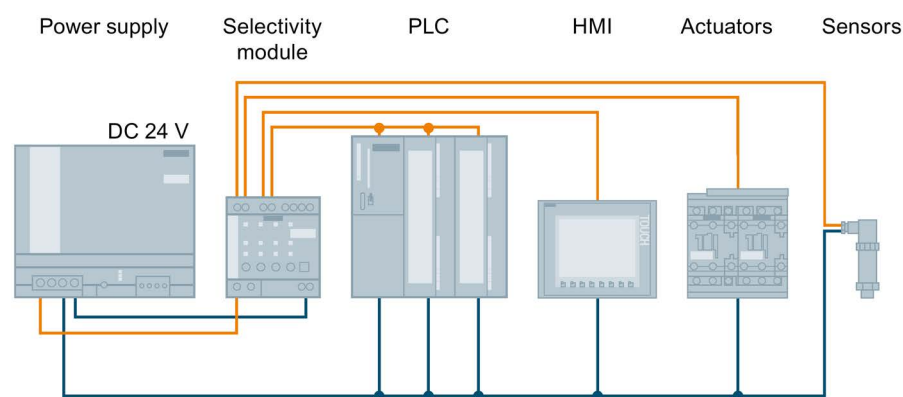 Power supply
Selectivity
module
PLC
HMI
Actuators
Sensors
DC 24 V
TOUCH